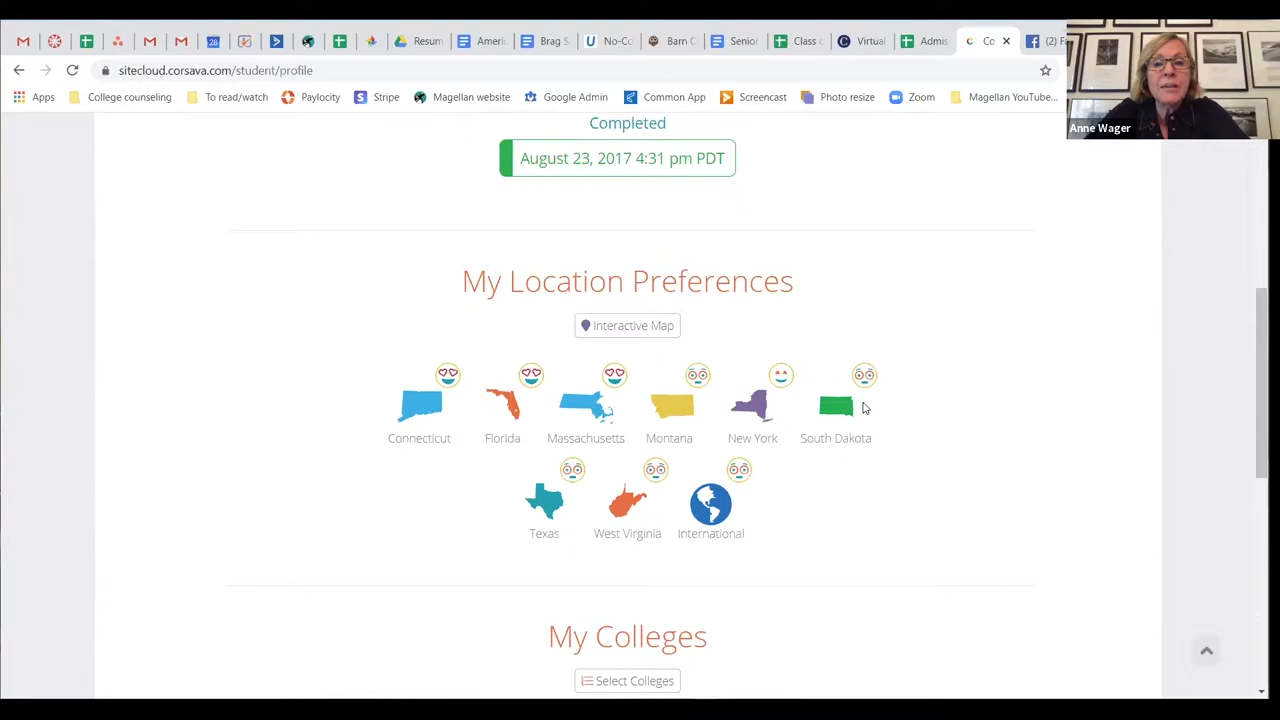 Resum
Ameri
Brag S
No-Co
Barn C
Senior
Class o
Virtual
Admis
Co
(2) Fa
sitecloud.corsava.com/student/profile
Apps
College counseling
To read/watch
Paylocity
Stripe
Magellan website
Google Admin
Common App
Screencast
Photo resize
Zoom
Magellan YouTube...
Anne Wager
Completed
August 23, 2017 4:31 pm PDT
My Location Preferences
Interactive Map
Connecticut
Florida
Massachusetts
Montana
New York
South Dakota
Texas
West Virginia
International
My Colleges
Select Colleges